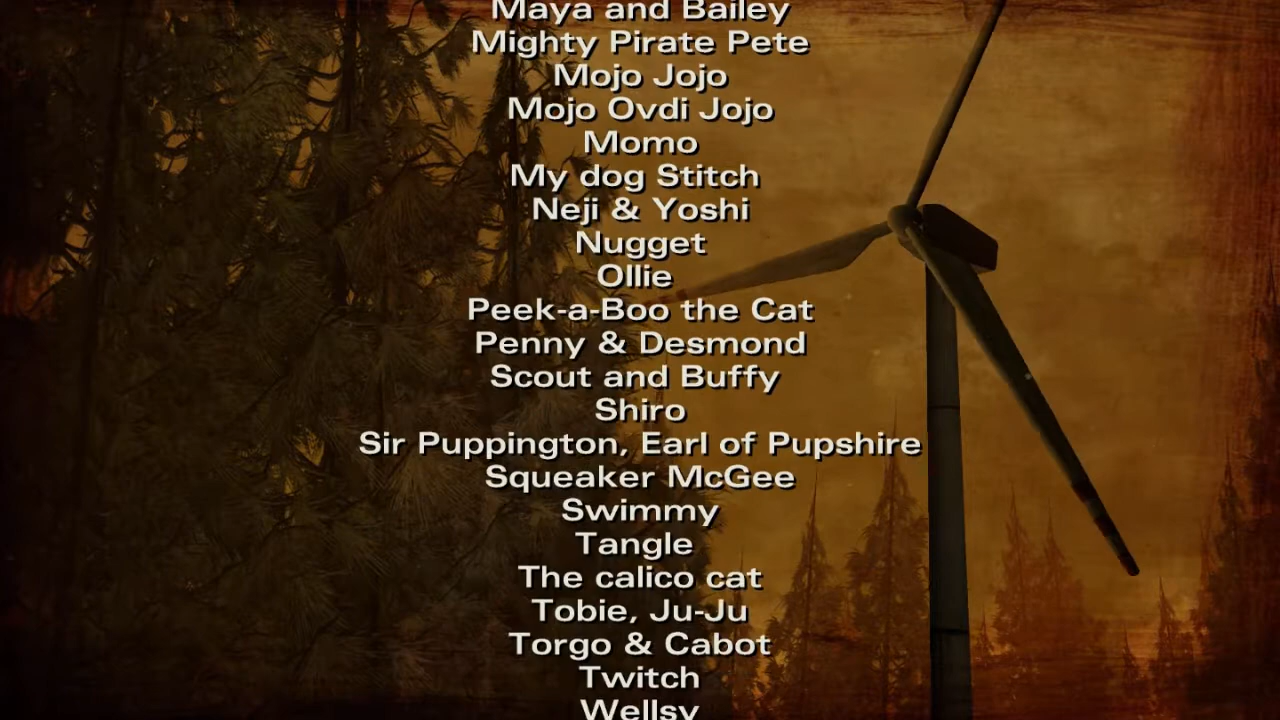 Maya and Bailey
Mighty Pirate Pete
Mojo Jojo
Mojo Ovdi Jojo
Momo
My dog Stitch
Neji & Yoshi
Nugget
Ollie
Peek-a-Boo the Cat
Penny & Desmond
Scout and Buffy
Shiro
Sir Puppington, Earl of Pupshire
Squeaker McGee
Swimmy
Tangle
The calico cat
Tobie, Ju-Ju
Torgo & Cabot
Twitch
Wellsy